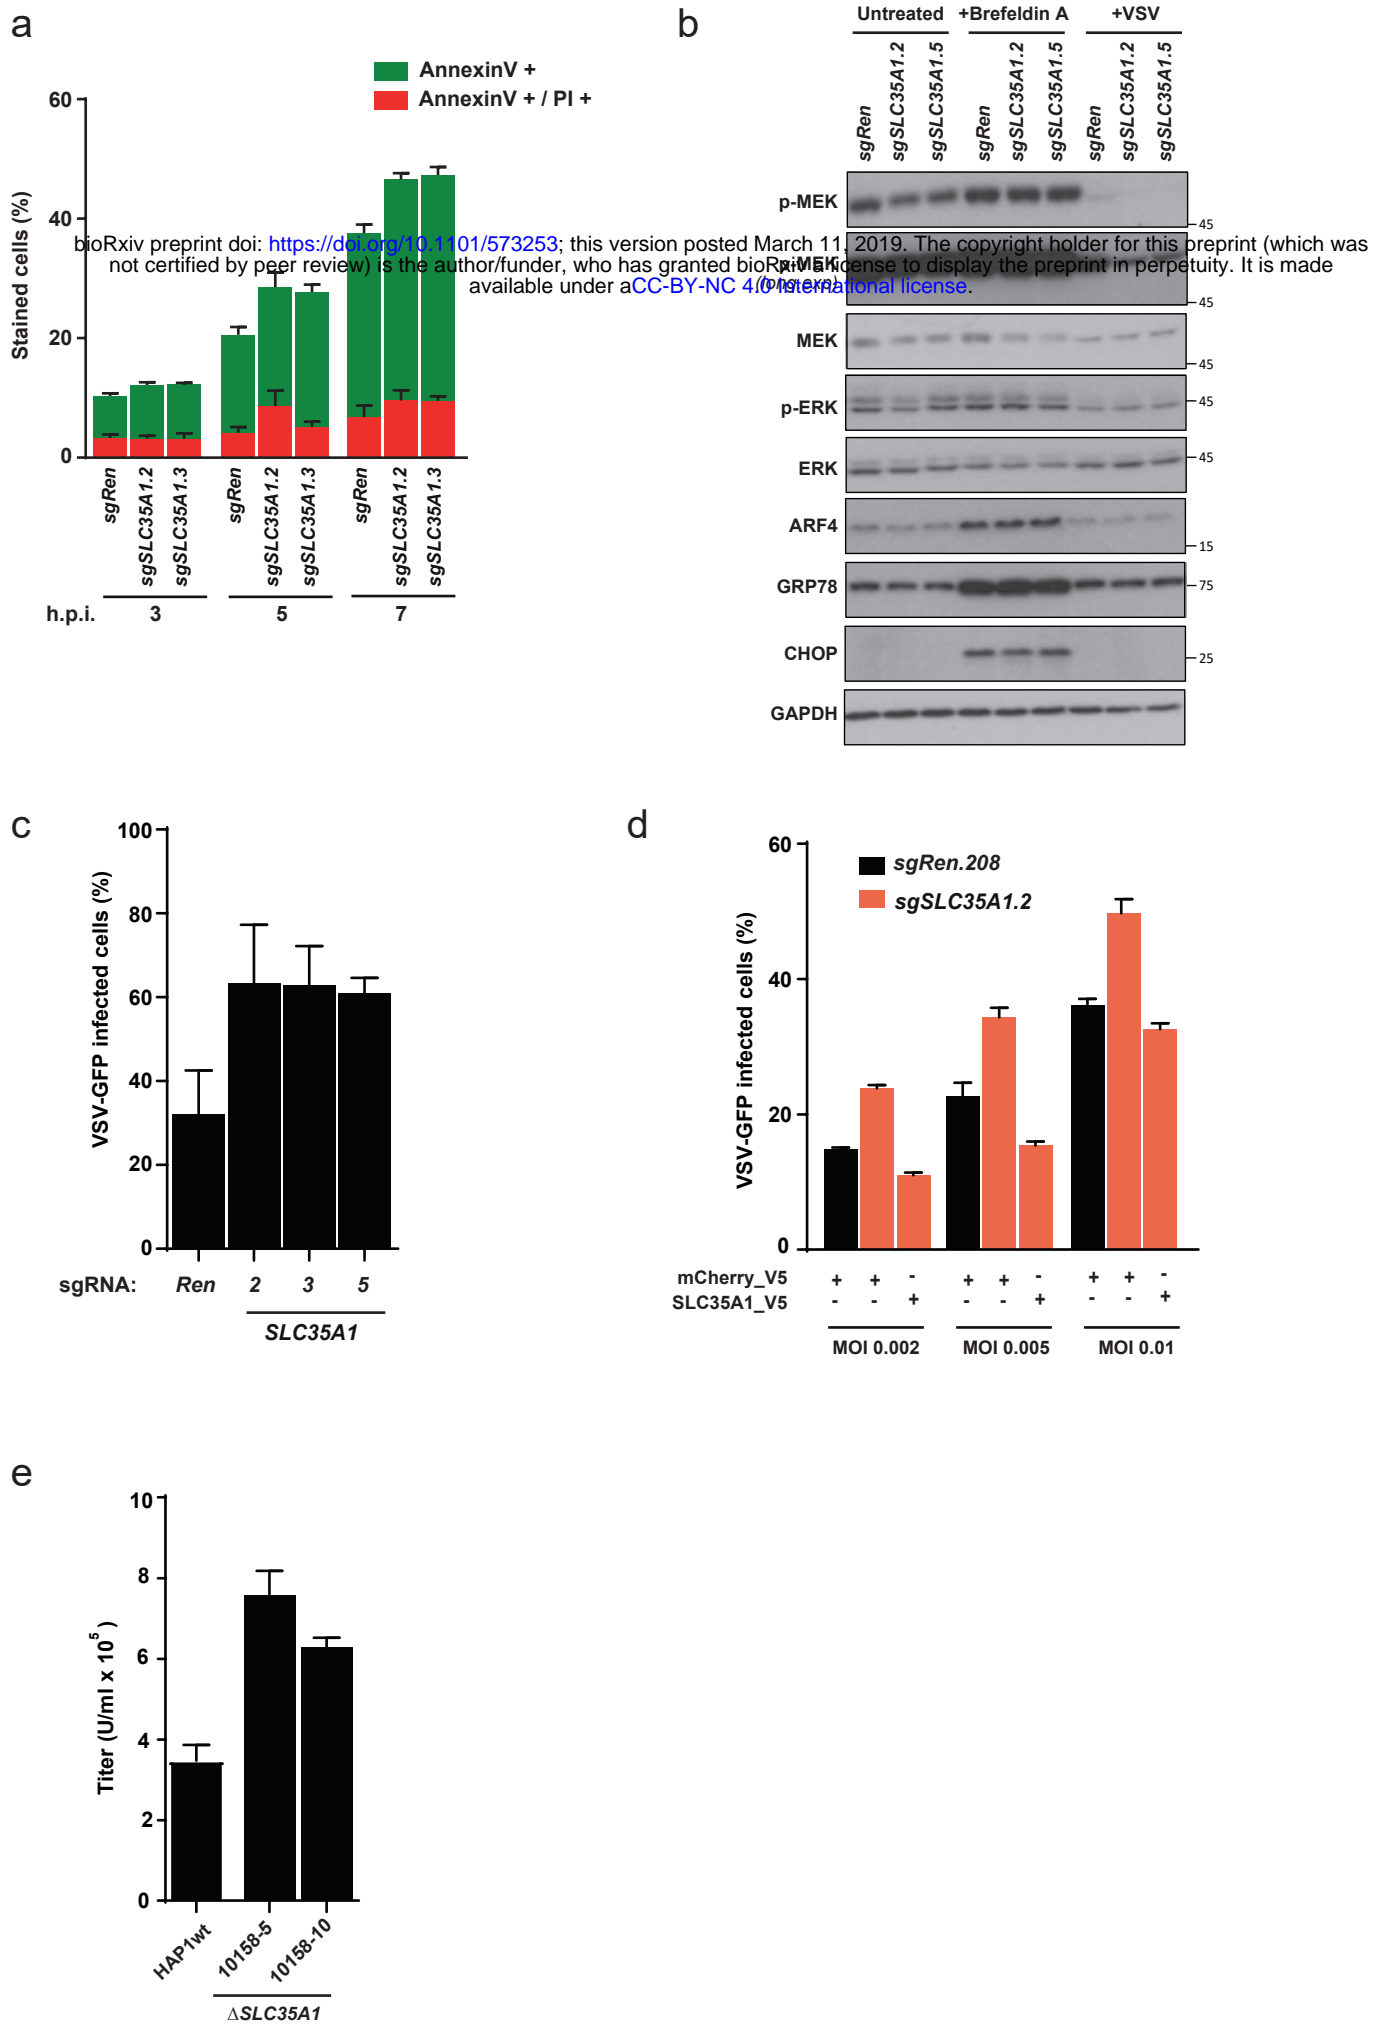 a
AnnexinV +
AnnexinV + / PI +
Stained cells (%)
60
40
20
0
sgRen
sgSLC35A1.2
sgSLC35A1.3
sgRen
sgSLC35A1.2
sgSLC35A1.3
sgRen
sgSLC35A1.2
sgSLC35A1.3
h.p.i.
3
5
7
b
Untreated
+Brefeldin A
+VSV
sgRen
sgSLC35A1.2
sgSLC35A1.5
sgRen
sgSLC35A1.2
sgSLC35A1.5
sgRen
sgSLC35A1.2
sgSLC35A1.5
p-MEK
45
p-MEK
(long exp)
45
MEK
45
p-ERK
45
ERK
45
ARF4
15
GRP78
75
CHOP
25
GAPDH
bioRxiv preprint doi: https://doi.org/10.1101/573253; this version posted March 11, 2019. The copyright holder for this preprint (which was
not certified by peer review) is the author/funder, who has granted bioRxiv a license to display the preprint in perpetuity. It is made
available under aCC-BY-NC 4.0 International license.
c
VSV-GFP infected cells (%)
100
80
60
40
20
0
sgRNA:
Ren
2
3
5
SLC35A1
d
sgRen.208
sgSLC35A1.2
VSV-GFP infected cells (%)
60
40
20
0
mCherry_V5 + + - + + - + + -
SLC35A1_V5 - - + - - + - - +
MOI 0.002
MOI 0.005
MOI 0.01
e
Titer (U/ml x 10⁵ )
10
8
6
4
2
0
HAP1wt
10158-5
10158-10
ΔSLC35A1